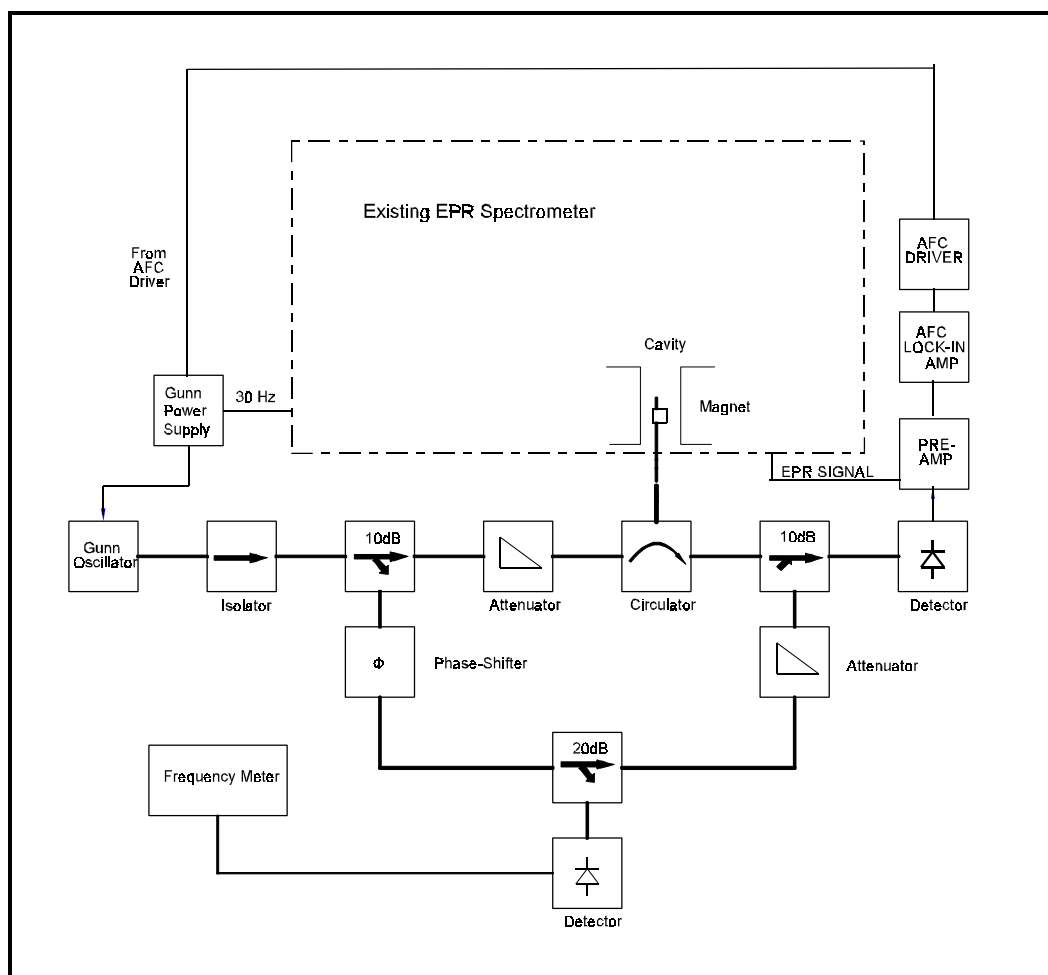 Existing EPR Spectrometer
From
AFC
Driver
AFC
DRIVER
AFC
LOCK-IN
AMP
Cavity
Magnet
Gunn
Power
Supply
30 Hz
PRE-
AMP
EPR SIGNAL
Gunn
Oscillator
10dB
10dB
Isolator
Attenuator
Circulator
Detector
Φ
Phase-Shifter
Attenuator
20dB
Frequency Meter
Detector